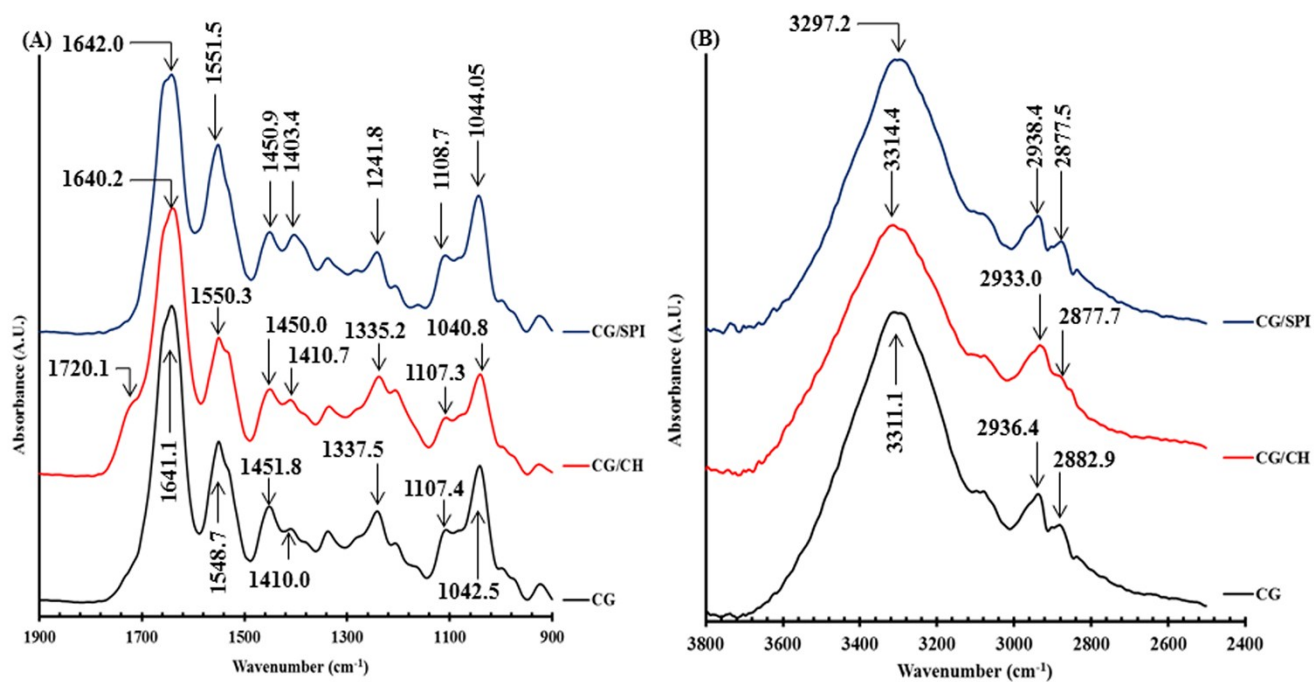 (A)
1642.0
1551.5
1450.9
1403.4
1241.8
1108.7
1044.05
1640.2
CG/SPI
1720.1
1550.3
1450.0
1410.7
1335.2
1107.3
1040.8
CG/CH
1641.1
1548.7
1451.8
1410.0
1337.5
1107.4
1042.5
CG
Absorbance (A.U.)
1900 1700 1500 1300 1100 900
Wavenumber (cm⁻¹)
(B)
3297.2
2938.4
2877.5
CG/SPI
3314.4
2933.0
2877.7
CG/CH
3311.1
2936.4
2882.9
CG
Absorbance (A.U.)
3800 3600 3400 3200 3000 2800 2600 2400
Wavenumber (cm⁻¹)